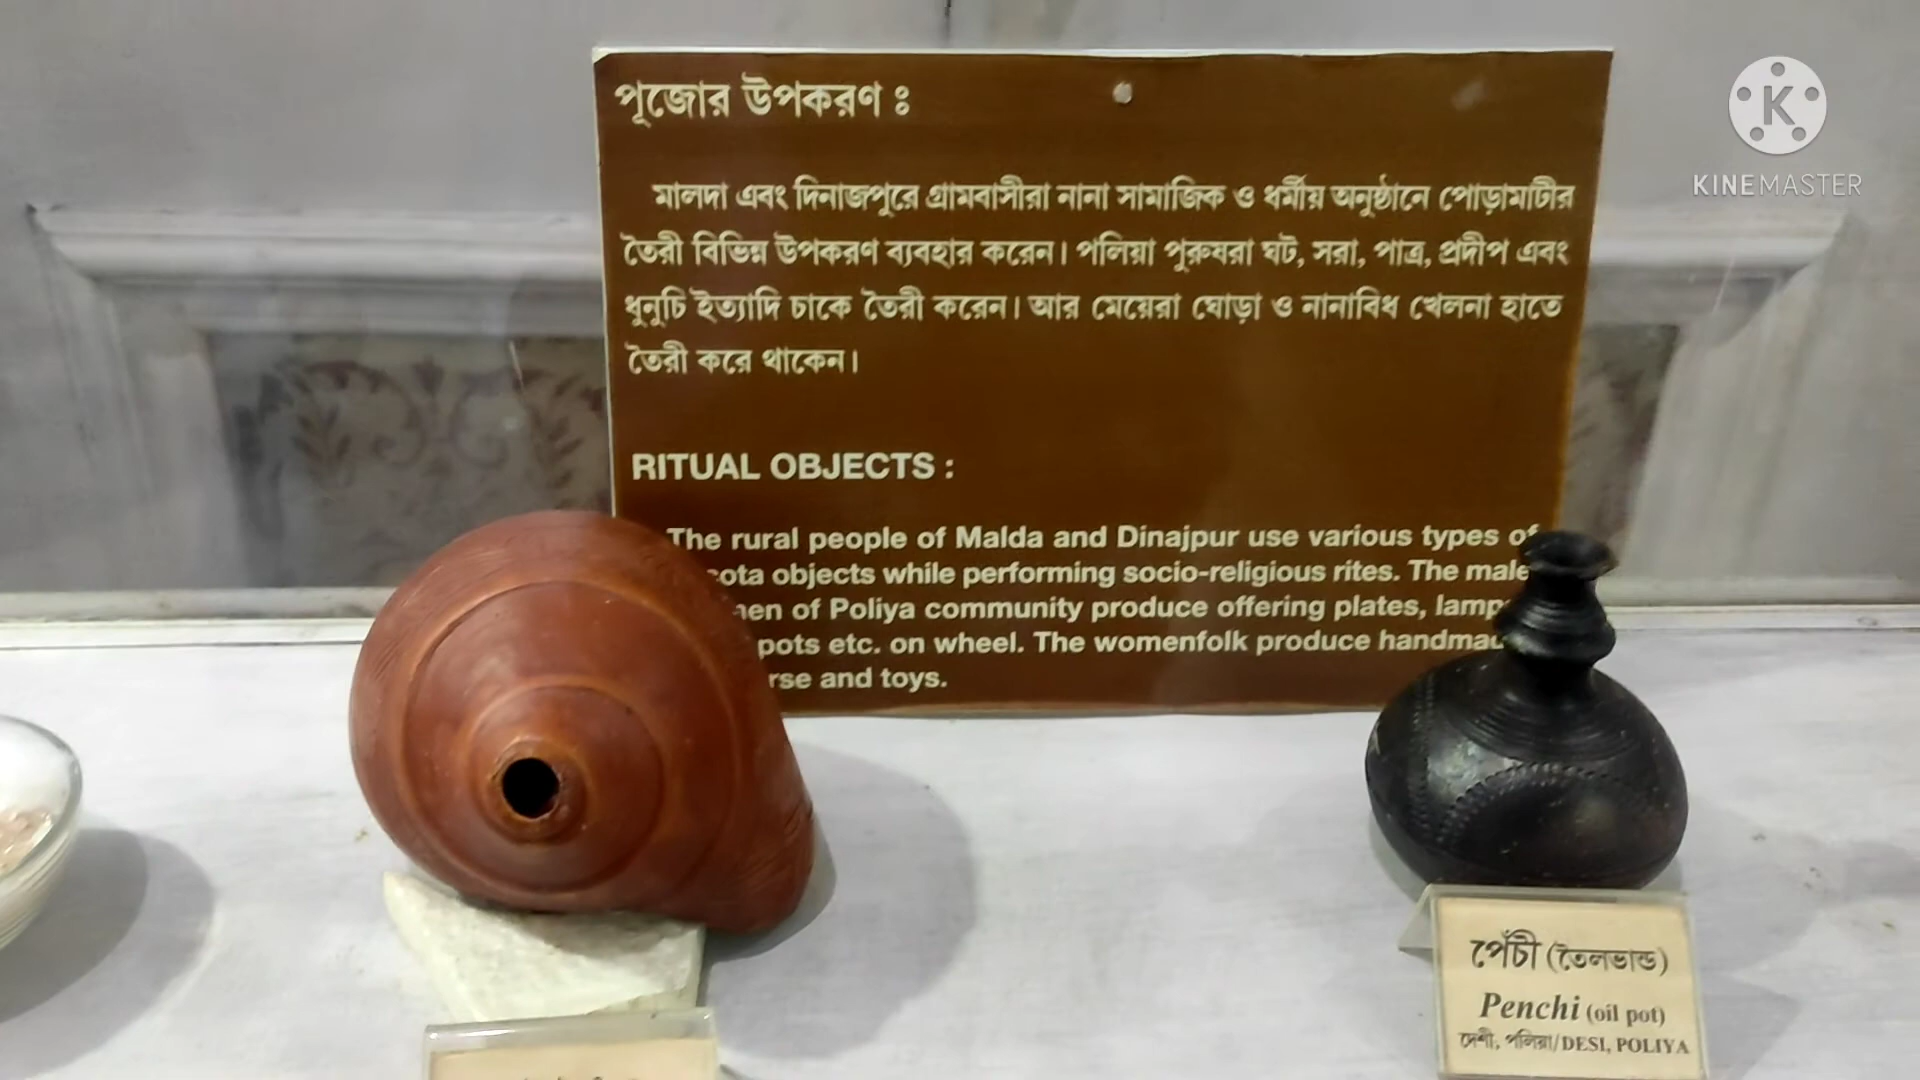 পূজোর উপকরণ ঃ
মালদা এবং দিনাজপুরে গ্রামবাসীরা নানা সামাজিক ও ধর্মীয় অনুষ্ঠানে পোড়ামাটীর
তৈরী বিভিন্ন উপকরণ ব্যবহার করেন। পলিয়া পুরুষরা ঘট, সরা, পাত্র, প্রদীপ এবং
ধুনুচি ইত্যাদি চাকে তৈরী করেন। আর মেয়েরা ঘোড়া ও নানাবিধ খেলনা হাতে
তৈরী করে থাকেন।
RITUAL OBJECTS :
The rural people of Malda and Dinajpur use various types of
objects while performing socio-religious rites. The male
of Poliya community produce offering plates,
pots etc. on wheel. The womenfolk produce
and toys.
পেঁচী (তৈলভান্ড)
Penchi (oil pot)
দেশী, পলিয়া/DESI, POLIYA
KINEMASTER